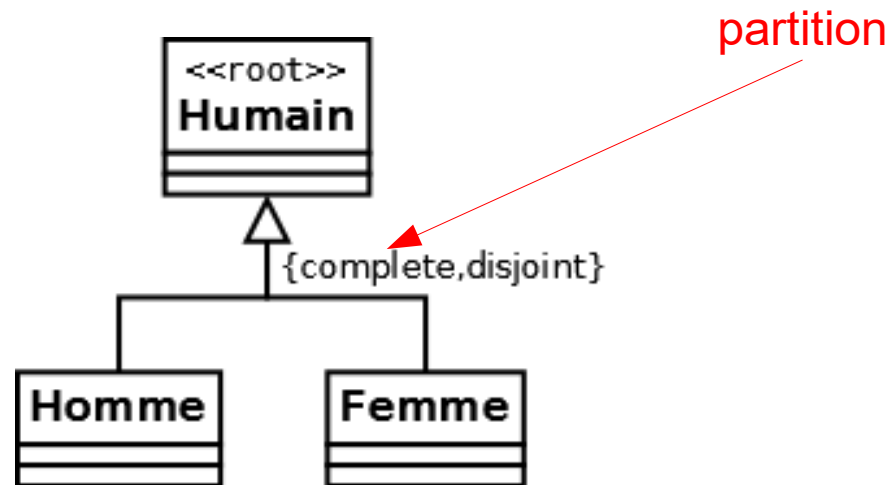 partition
<<root>>
Humain
{complete,disjoint}
Homme
Femme